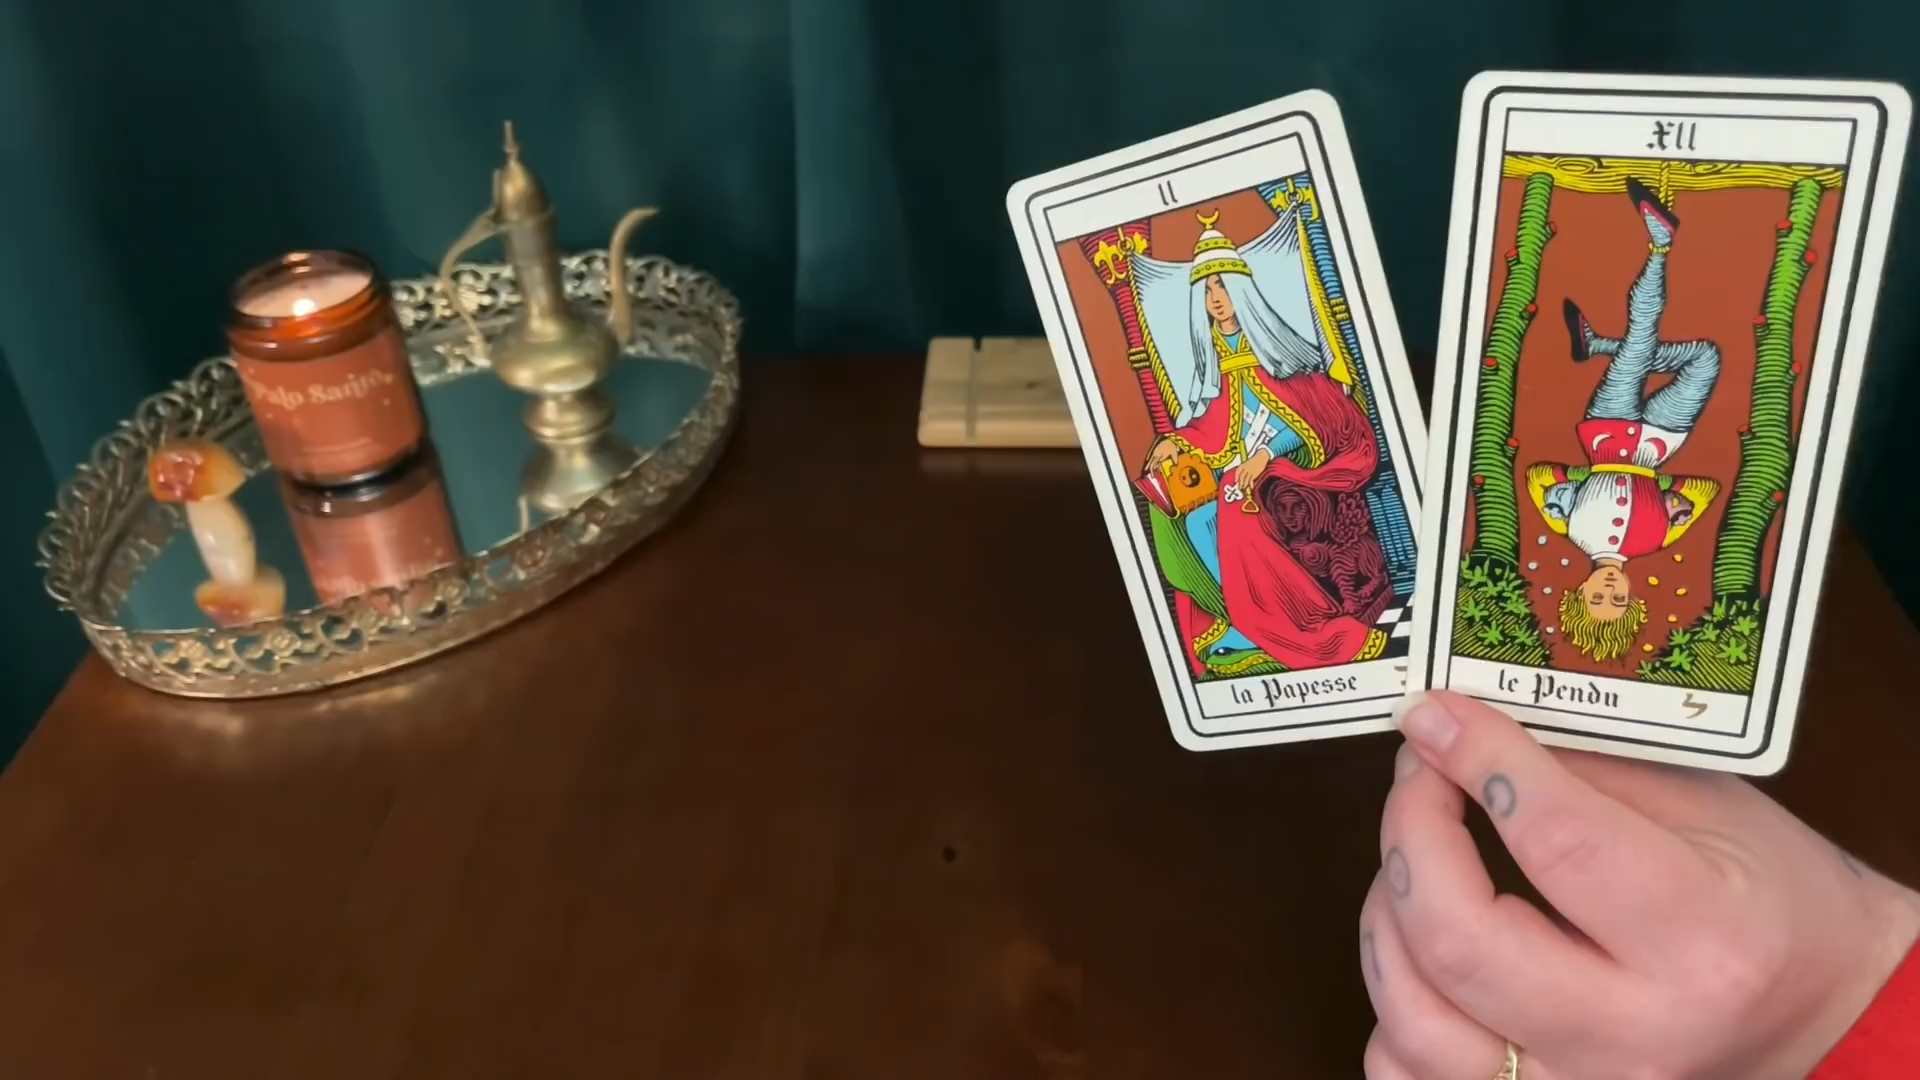 Palo Santo
II
la Papesse
XII
le Pendu
ל